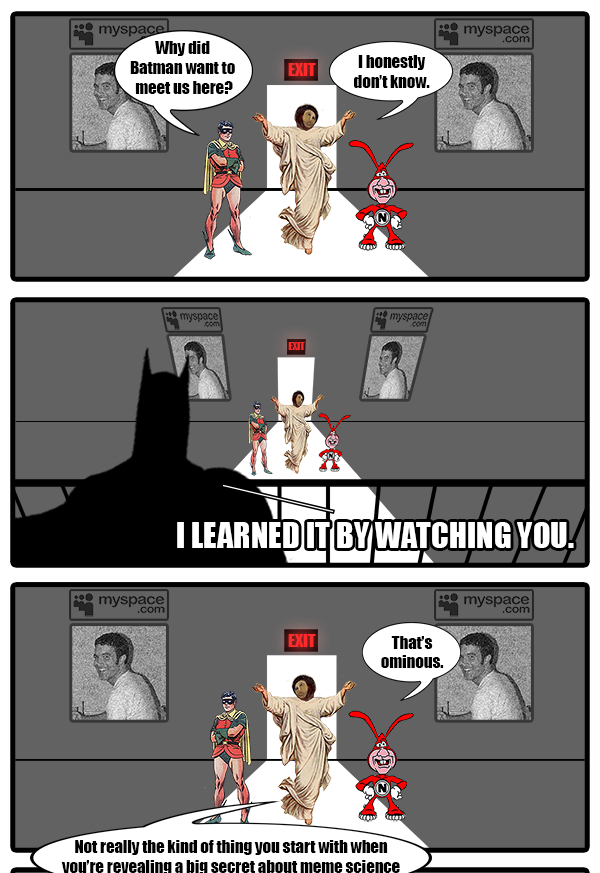 myspace
myspace
.com
Why did
Batman want to
meet us here?
EXIT
I honestly
don't know.
N
myspace
.com
myspace
.com
EXIT
N
I LEARNED IT BY WATCHING YOU.
myspace
.com
myspace
.com
EXIT
That's
ominous.
N
Not really the kind of thing you start with when
you're revealing a big secret about meme science